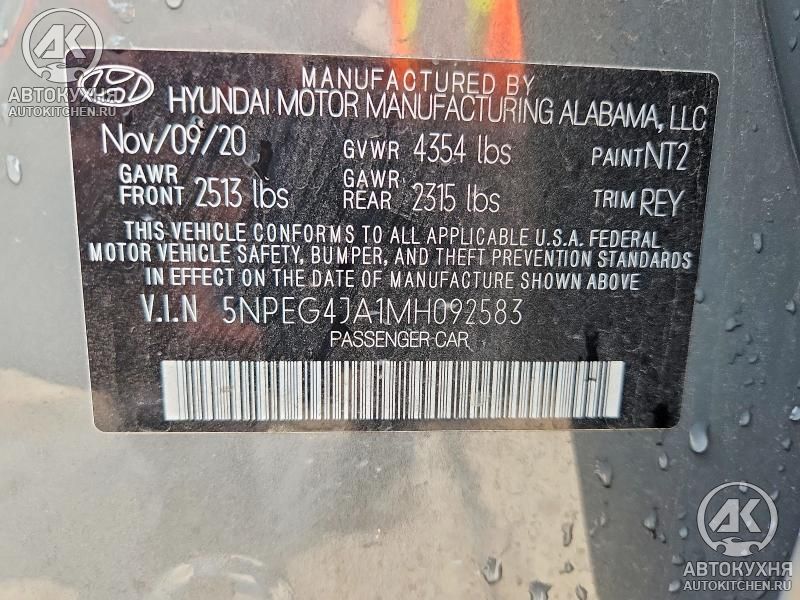 АК
АВТОКУХНЯ
AUTOKITCHEN.RU
MANUFACTURED BY
HYUNDAI MOTOR MANUFACTURING ALABAMA, LLC
Nov/09/20 GVWR 4354 lbs PAINT NT2
GAWR FRONT 2513 lbs GAWR REAR 2315 lbs TRIM REY
THIS VEHICLE CONFORMS TO ALL APPLICABLE U.S.A. FEDERAL
MOTOR VEHICLE SAFETY, BUMPER, AND THEFT PREVENTION STANDARDS
IN EFFECT ON THE DATE OF MANUFACTURE SHOWN ABOVE
V.I.N 5NPEG4JA1MH092583
PASSENGER CAR
АК
АВТОКУХНЯ
AUTOKITCHEN.RU